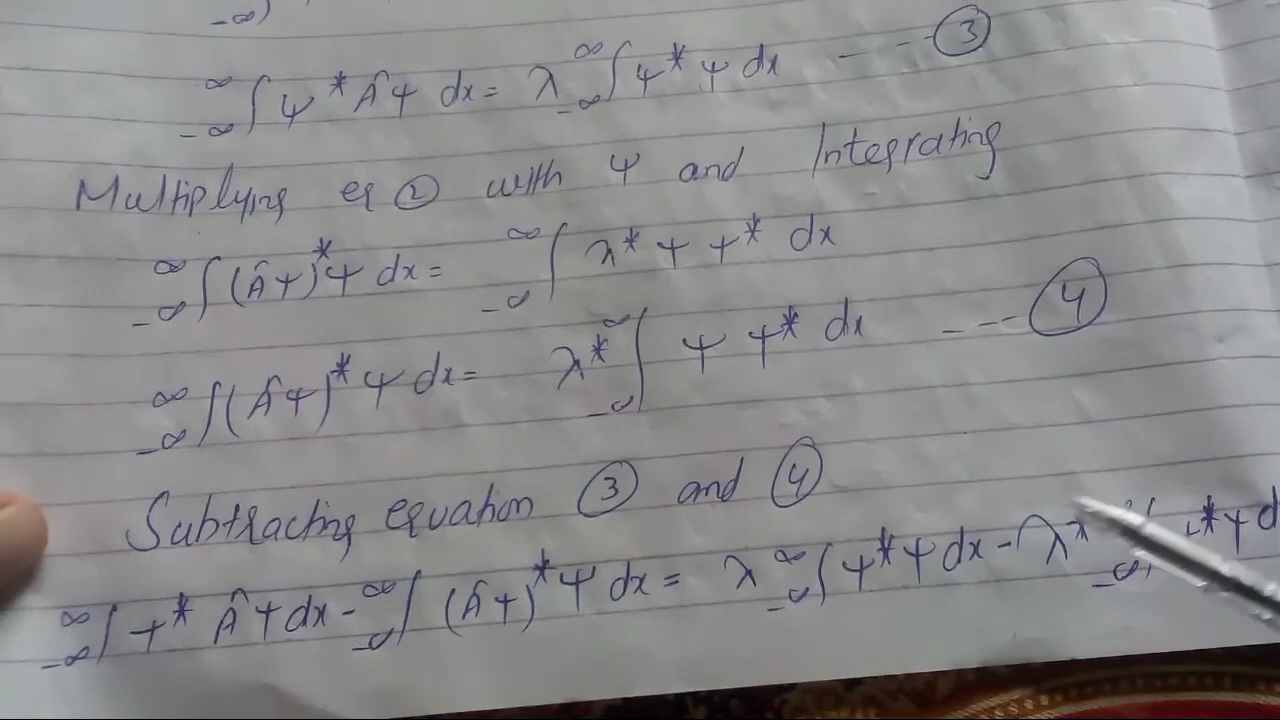 -∞)
∞ ∫ -∞ ψ* Âψ dx = λ ∞ ∫ -∞ ψ* ψ dx - - - ③
Multiplying eq ② with ψ and Integrating
∞ ∫ -∞ (Âψ)* ψ dx = ∞ ∫ -∞ λ* ψ ψ* dx
∞ ∫ -∞ (Âψ)* ψ dx = λ* ∞ ∫ -∞ ψ ψ* dx - - - ④
Subtracting equation ③ and ④
∞ ∫ -∞ ψ* Âψ dx - ∞ ∫ -∞ (Âψ)* ψ dx = λ ∞ ∫ -∞ ψ* ψ dx - λ* -∞ ψ* ψ d